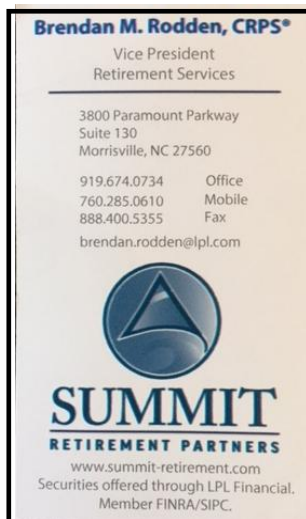 Brendan M. Rodden, CRPS®
Vice President
Retirement Services
3800 Paramount Parkway
Suite 130
Morrisville, NC 27560
919.674.0734 Office
760.285.0610 Mobile
888.400.5355 Fax
brendan.rodden@lpl.com
SUMMIT
RETIREMENT PARTNERS
www.summit-retirement.com
Securities offered through LPL Financial.
Member FINRA/SIPC.